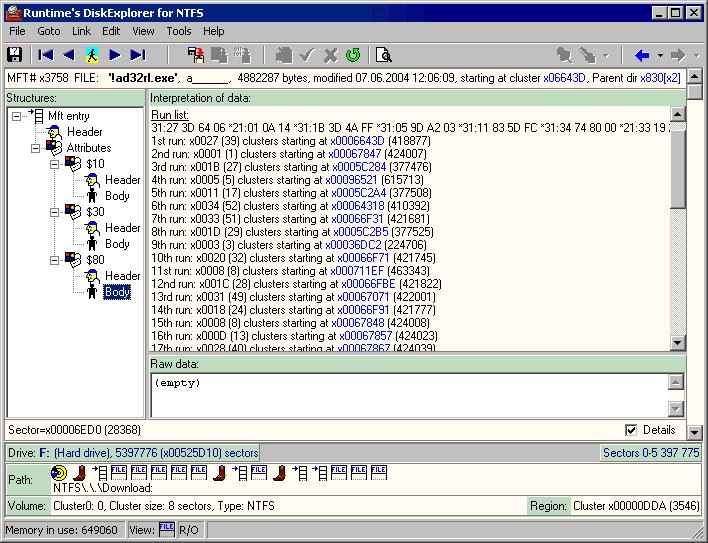 Runtime's DiskExplorer for NTFS
File Goto Link Edit View Tools Help
MFT# x3758 FILE: '!ad32rl.exe', a______, 4882287 bytes, modified 07.06.2004 12:06:09, starting at cluster x06643D, Parent dir x830[x2]
Structures:
Mft entry
Header
Attributes
$10
Header
Body
$30
Header
Body
$80
Header
Body
Interpretation of data:
Run list:
31:27 3D 64 06 *21:01 0A 14 *31:1B 3D 4A FF *31:05 9D A2 03 *31:11 83 5D FC *31:34 74 80 00 *21:33 19
1st run: x0027 (39) clusters starting at x0006643D (418877)
2nd run: x0001 (1) clusters starting at x00067847 (424007)
3rd run: x001B (27) clusters starting at x0005C284 (377476)
4th run: x0005 (5) clusters starting at x00096521 (615713)
5th run: x0011 (17) clusters starting at x0005C2A4 (377508)
6th run: x0034 (52) clusters starting at x00064318 (410392)
7th run: x0033 (51) clusters starting at x00066F31 (421681)
8th run: x001D (29) clusters starting at x0005C2B5 (377525)
9th run: x0003 (3) clusters starting at x00036DC2 (224706)
10th run: x0020 (32) clusters starting at x00066F71 (421745)
11st run: x0008 (8) clusters starting at x000711EF (463343)
12nd run: x001C (28) clusters starting at x00066FBE (421822)
13rd run: x0031 (49) clusters starting at x00067071 (422001)
14th run: x0018 (24) clusters starting at x00066F91 (421777)
15th run: x0008 (8) clusters starting at x00067848 (424008)
16th run: x000D (13) clusters starting at x00067857 (424023)
17th run: x0028 (40) clusters starting at x00067867 (424039)
Raw data:
(empty)
Sector=x00006ED0 (28368)
Details
Drive: F: (Hard drive), 5397776 (x00525D10) sectors
Sectors 0-5 397 775
Path:
FILE FILE FILE FILE FILE FILE FILE FILE FILE
NTFS\.\.\Download:
Volume: Cluster0: 0, Cluster size: 8 sectors, Type: NTFS
Region: Cluster x00000DDA (3546)
Memory in use: 649060 View: FILE R/O